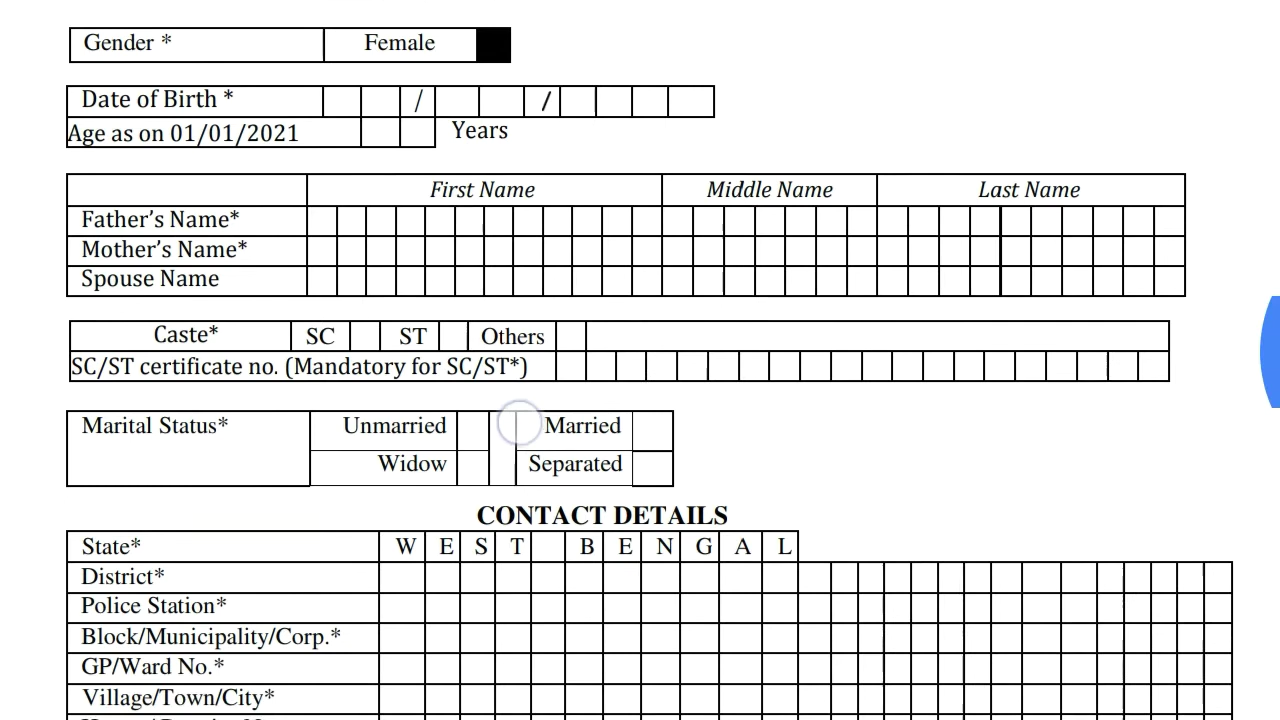 Gender * Female
Date of Birth * / /
Age as on 01/01/2021 Years
First Name Middle Name Last Name
Father’s Name*
Mother’s Name*
Spouse Name
Caste* SC ST Others
SC/ST certificate no. (Mandatory for SC/ST*)
Marital Status* Unmarried Married
Widow Separated
CONTACT DETAILS
State* W E S T B E N G A L
District*
Police Station*
Block/Municipality/Corp.*
GP/Ward No.*
Village/Town/City*